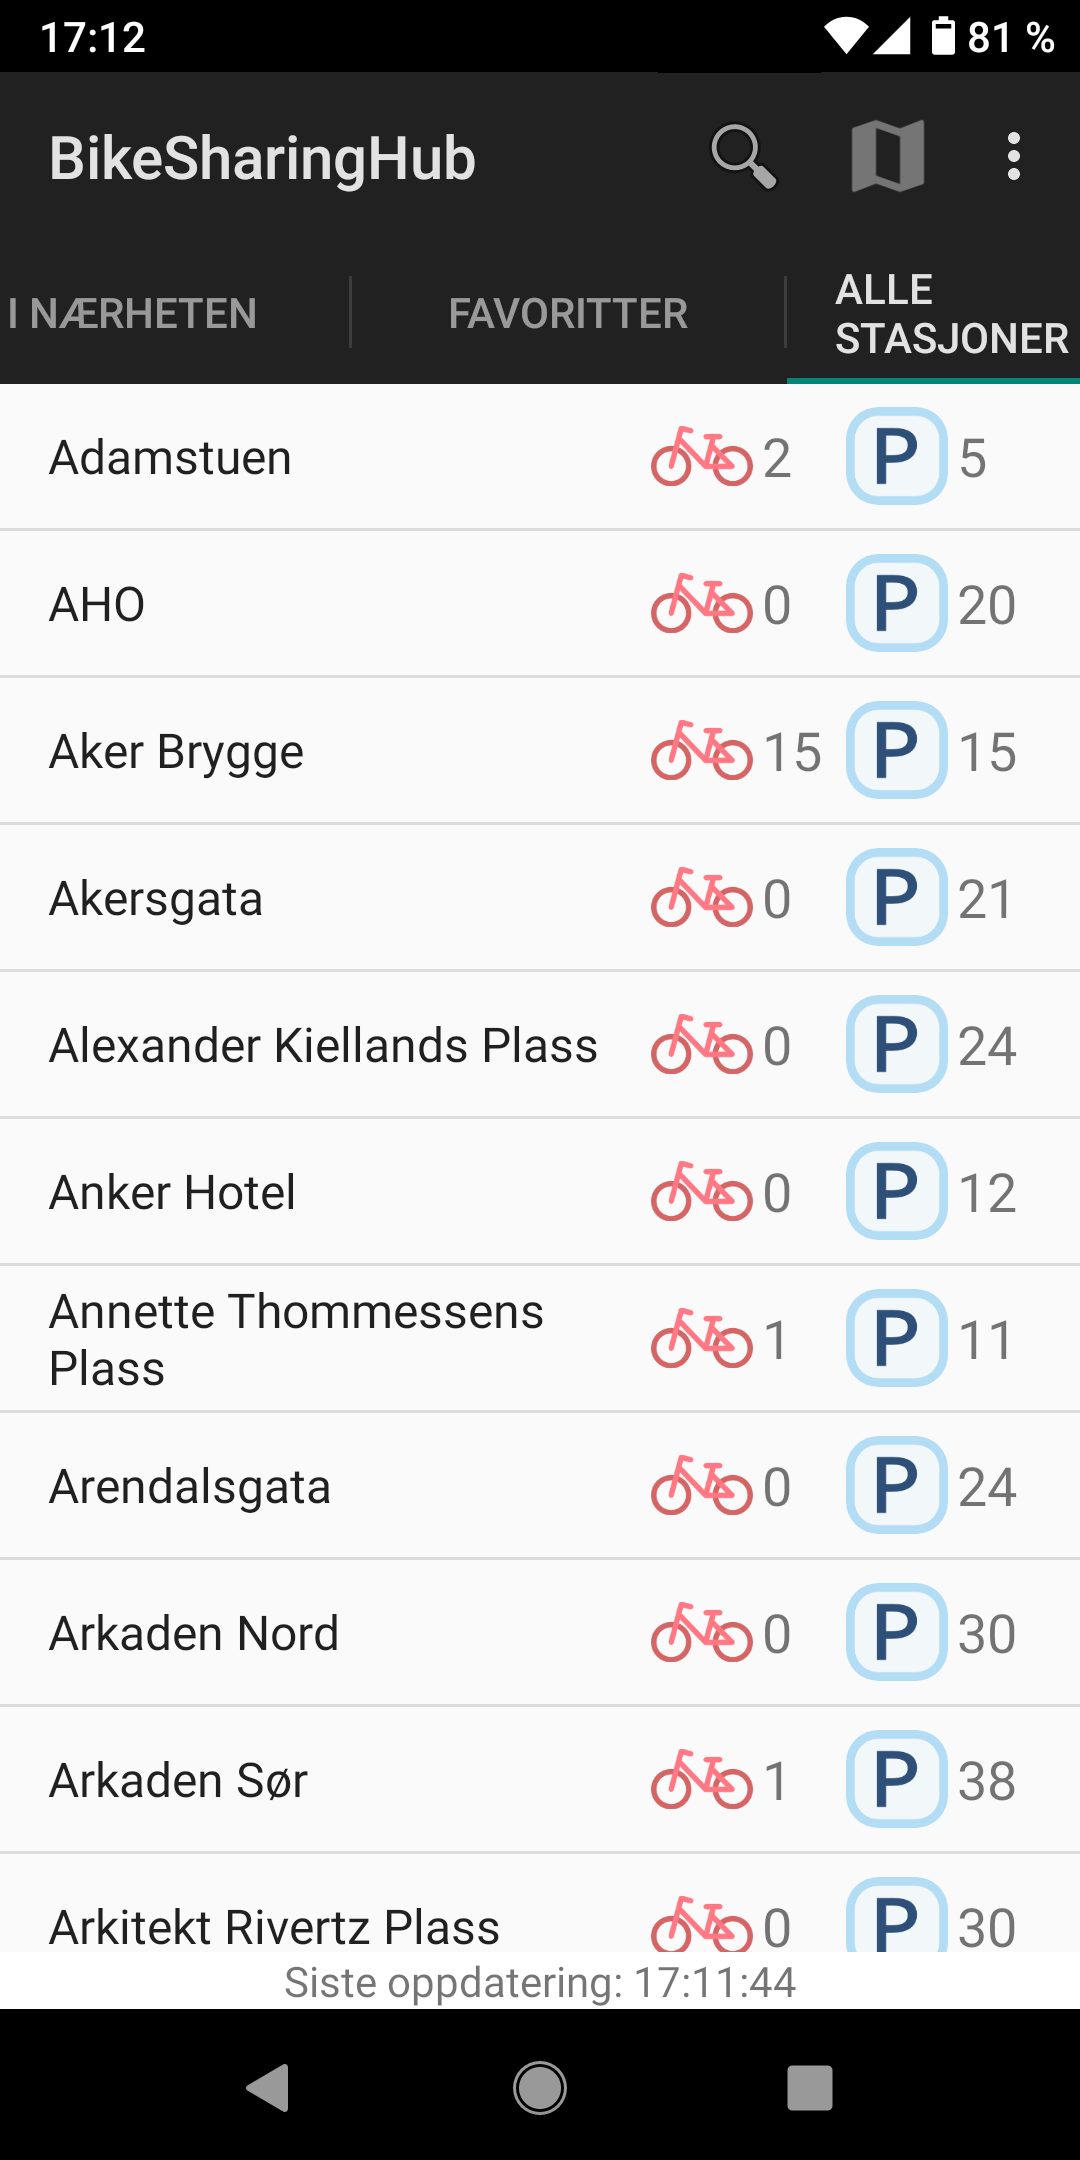 17:12
81 %
BikeSharingHub
I NÆRHETEN
FAVORITTER
ALLE
STASJONER
Adamstuen 2 P 5
AHO 0 P 20
Aker Brygge 15 P 15
Akersgata 0 P 21
Alexander Kiellands Plass 0 P 24
Anker Hotel 0 P 12
Annette Thommessens
Plass 1 P 11
Arendalsgata 0 P 24
Arkaden Nord 0 P 30
Arkaden Sør 1 P 38
Arkitekt Rivertz Plass 0 P 30
Siste oppdatering: 17:11:44